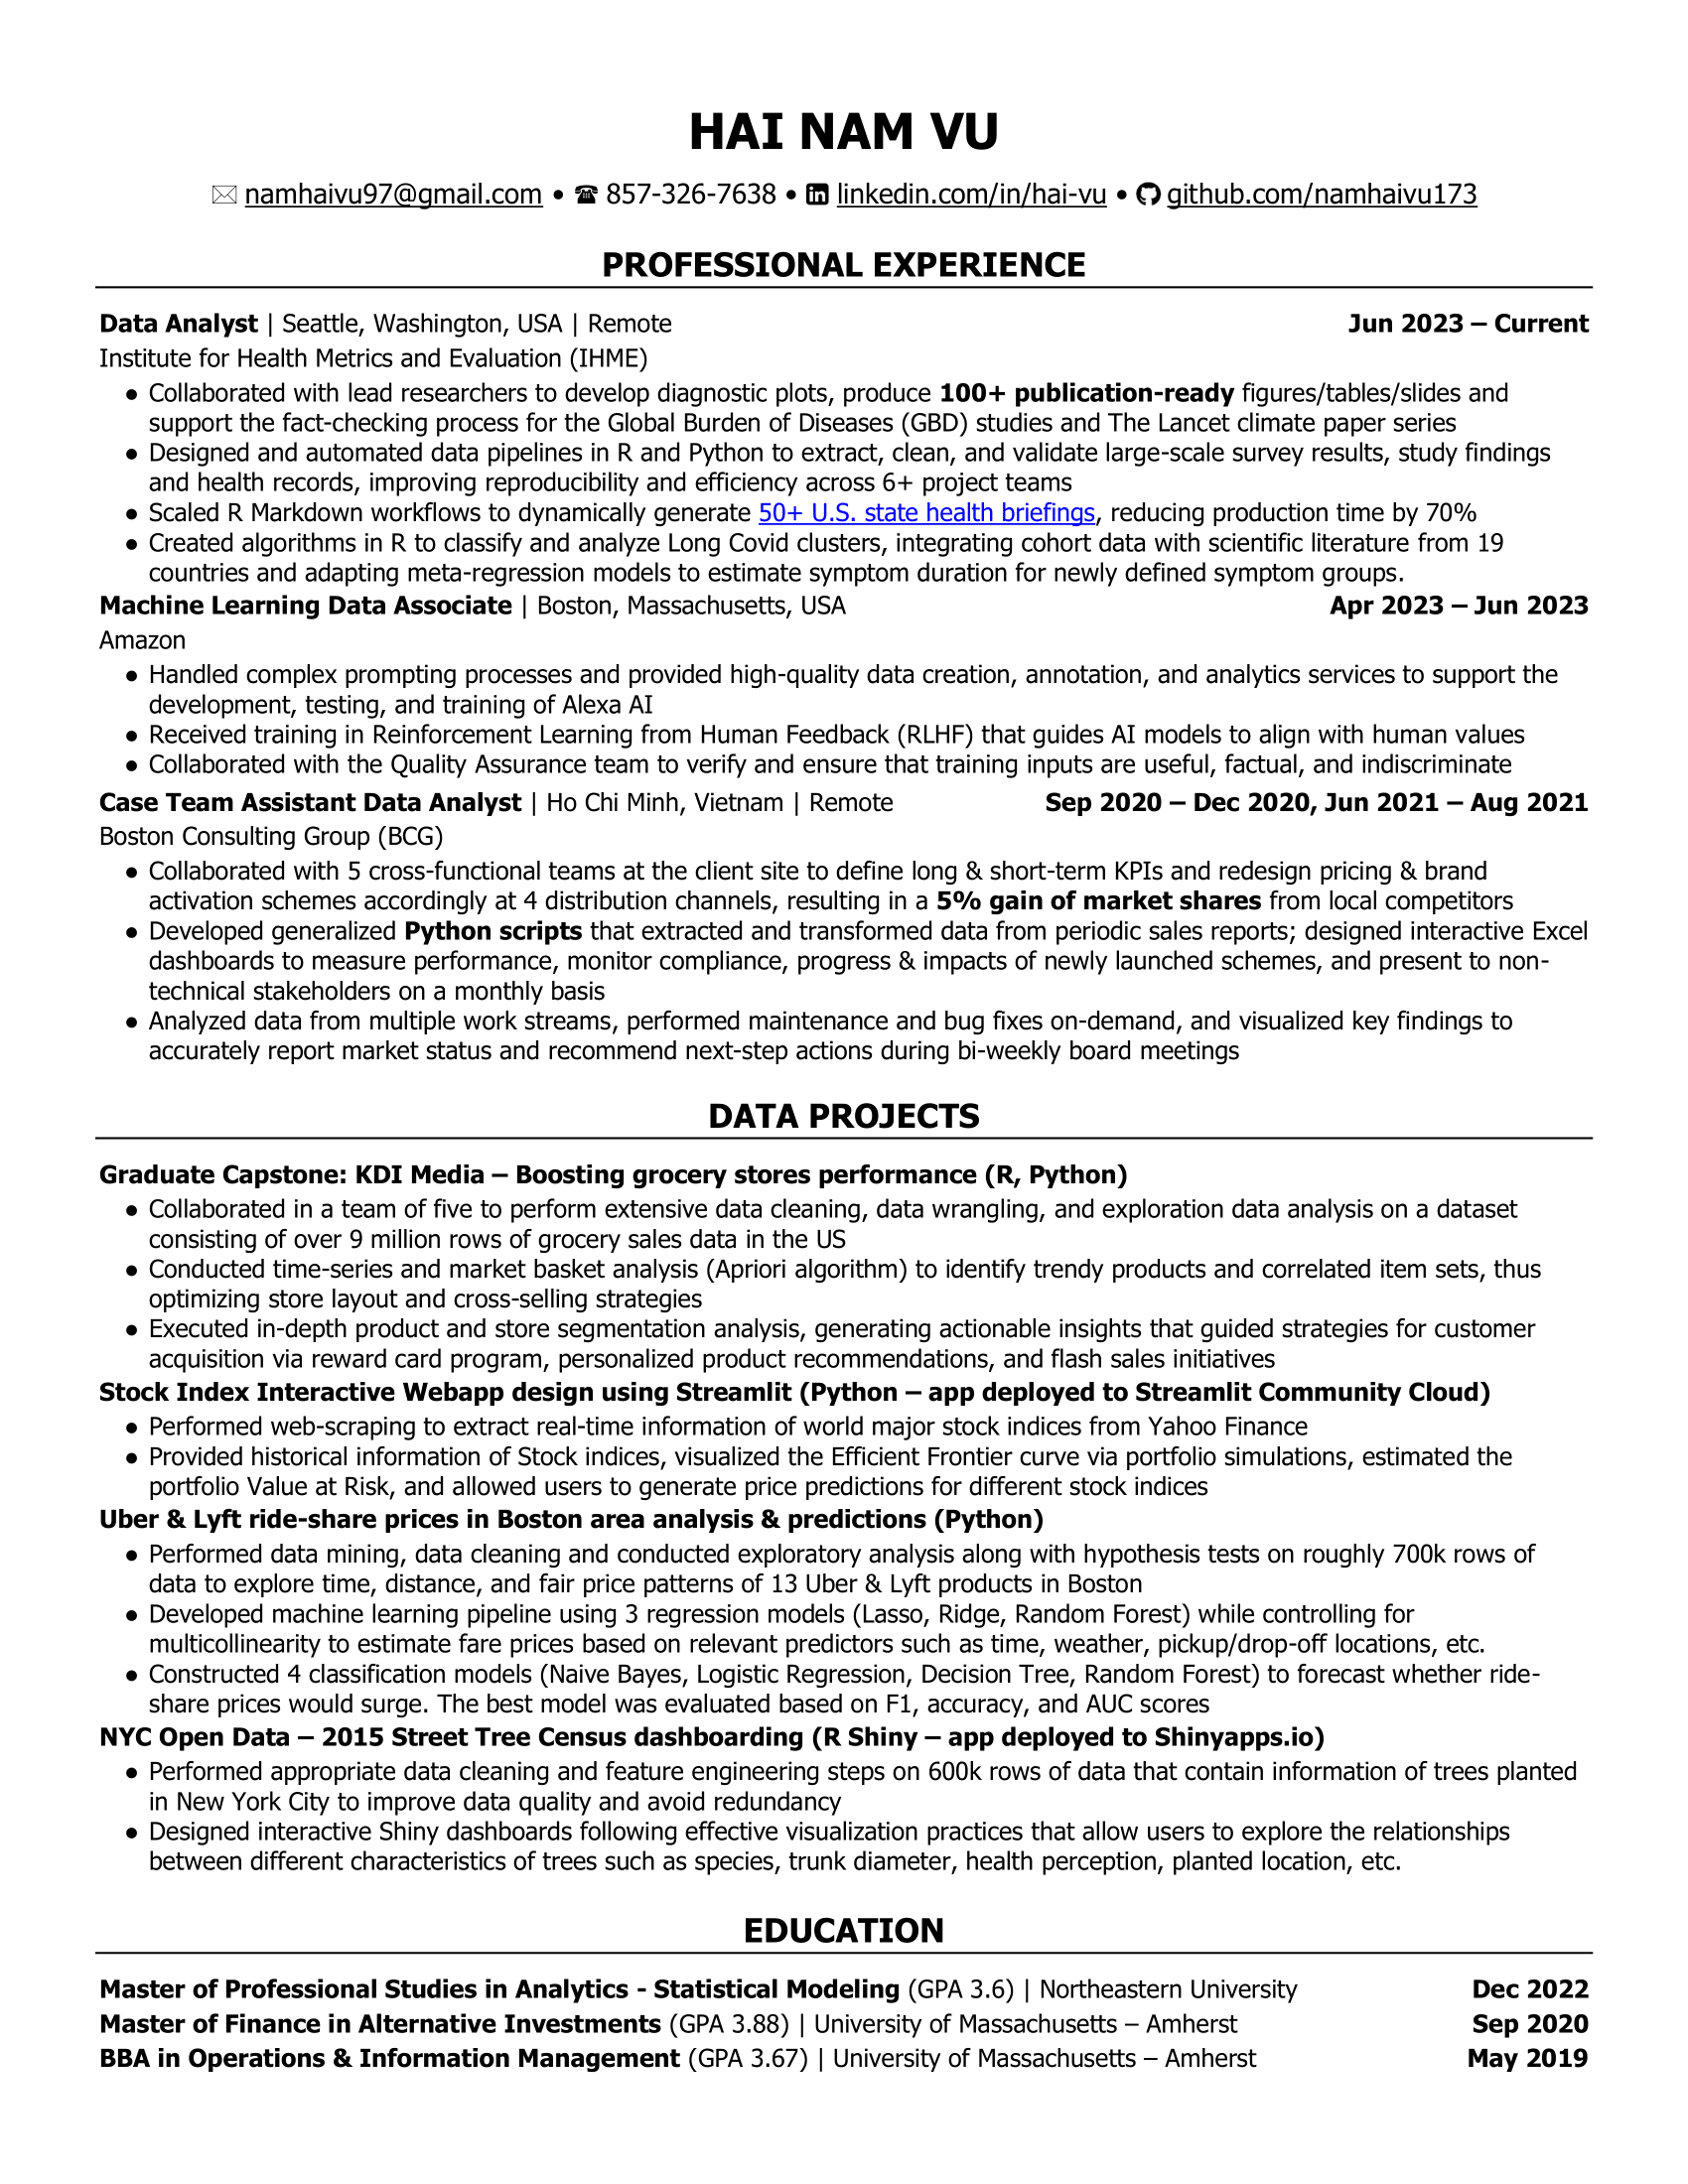 HAI NAM VU
namhaivu97@gmail.com • 857-326-7638 • linkedin.com/in/hai-vu • github.com/namhaivu173
PROFESSIONAL EXPERIENCE
Data Analyst | Seattle, Washington, USA | Remote Jun 2023 – Current
Institute for Health Metrics and Evaluation (IHME)
● Collaborated with lead researchers to develop diagnostic plots, produce 100+ publication-ready figures/tables/slides and
support the fact-checking process for the Global Burden of Diseases (GBD) studies and The Lancet climate paper series
● Designed and automated data pipelines in R and Python to extract, clean, and validate large-scale survey results, study findings
and health records, improving reproducibility and efficiency across 6+ project teams
● Scaled R Markdown workflows to dynamically generate 50+ U.S. state health briefings, reducing production time by 70%
● Created algorithms in R to classify and analyze Long Covid clusters, integrating cohort data with scientific literature from 19
countries and adapting meta-regression models to estimate symptom duration for newly defined symptom groups.
Machine Learning Data Associate | Boston, Massachusetts, USA Apr 2023 – Jun 2023
Amazon
● Handled complex prompting processes and provided high-quality data creation, annotation, and analytics services to support the
development, testing, and training of Alexa AI
● Received training in Reinforcement Learning from Human Feedback (RLHF) that guides AI models to align with human values
● Collaborated with the Quality Assurance team to verify and ensure that training inputs are useful, factual, and indiscriminate
Case Team Assistant Data Analyst | Ho Chi Minh, Vietnam | Remote Sep 2020 – Dec 2020, Jun 2021 – Aug 2021
Boston Consulting Group (BCG)
● Collaborated with 5 cross-functional teams at the client site to define long & short-term KPIs and redesign pricing & brand
activation schemes accordingly at 4 distribution channels, resulting in a 5% gain of market shares from local competitors
● Developed generalized Python scripts that extracted and transformed data from periodic sales reports; designed interactive Excel
dashboards to measure performance, monitor compliance, progress & impacts of newly launched schemes, and present to non-
technical stakeholders on a monthly basis
● Analyzed data from multiple work streams, performed maintenance and bug fixes on-demand, and visualized key findings to
accurately report market status and recommend next-step actions during bi-weekly board meetings
DATA PROJECTS
Graduate Capstone: KDI Media – Boosting grocery stores performance (R, Python)
● Collaborated in a team of five to perform extensive data cleaning, data wrangling, and exploration data analysis on a dataset
consisting of over 9 million rows of grocery sales data in the US
● Conducted time-series and market basket analysis (Apriori algorithm) to identify trendy products and correlated item sets, thus
optimizing store layout and cross-selling strategies
● Executed in-depth product and store segmentation analysis, generating actionable insights that guided strategies for customer
acquisition via reward card program, personalized product recommendations, and flash sales initiatives
Stock Index Interactive Webapp design using Streamlit (Python – app deployed to Streamlit Community Cloud)
● Performed web-scraping to extract real-time information of world major stock indices from Yahoo Finance
● Provided historical information of Stock indices, visualized the Efficient Frontier curve via portfolio simulations, estimated the
portfolio Value at Risk, and allowed users to generate price predictions for different stock indices
Uber & Lyft ride-share prices in Boston area analysis & predictions (Python)
● Performed data mining, data cleaning and conducted exploratory analysis along with hypothesis tests on roughly 700k rows of
data to explore time, distance, and fair price patterns of 13 Uber & Lyft products in Boston
● Developed machine learning pipeline using 3 regression models (Lasso, Ridge, Random Forest) while controlling for
multicollinearity to estimate fare prices based on relevant predictors such as time, weather, pickup/drop-off locations, etc.
● Constructed 4 classification models (Naive Bayes, Logistic Regression, Decision Tree, Random Forest) to forecast whether ride-
share prices would surge. The best model was evaluated based on F1, accuracy, and AUC scores
NYC Open Data – 2015 Street Tree Census dashboarding (R Shiny – app deployed to Shinyapps.io)
● Performed appropriate data cleaning and feature engineering steps on 600k rows of data that contain information of trees planted
in New York City to improve data quality and avoid redundancy
● Designed interactive Shiny dashboards following effective visualization practices that allow users to explore the relationships
between different characteristics of trees such as species, trunk diameter, health perception, planted location, etc.
EDUCATION
Master of Professional Studies in Analytics - Statistical Modeling (GPA 3.6) | Northeastern University Dec 2022
Master of Finance in Alternative Investments (GPA 3.88) | University of Massachusetts – Amherst Sep 2020
BBA in Operations & Information Management (GPA 3.67) | University of Massachusetts – Amherst May 2019